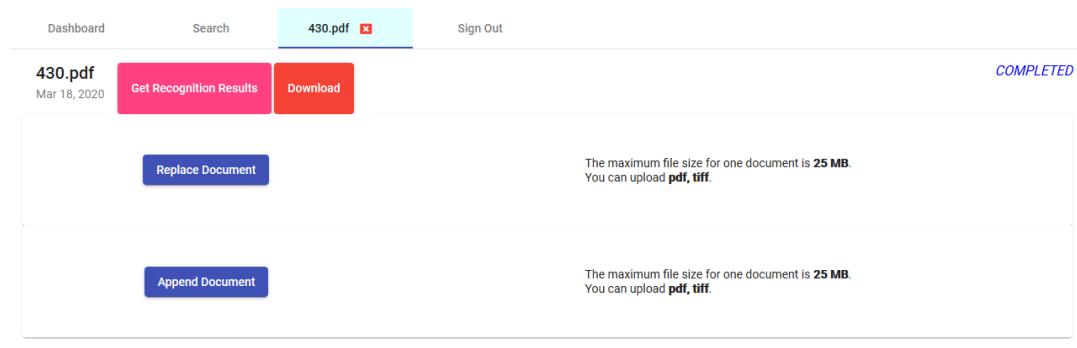 Dashboard Search 430.pdf Sign Out
430.pdf
Mar 18, 2020
Get Recognition Results Download
COMPLETED
Replace Document
The maximum file size for one document is 25 MB.
You can upload pdf, tiff.
Append Document
The maximum file size for one document is 25 MB.
You can upload pdf, tiff.